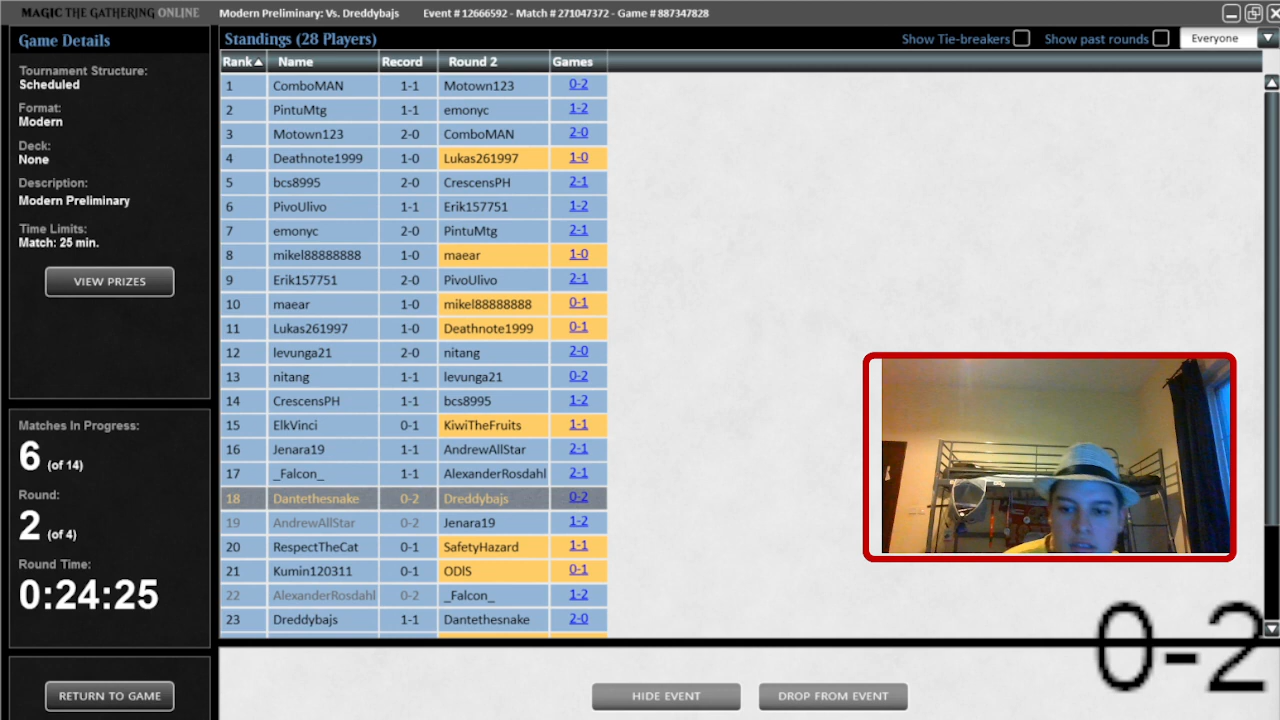 MAGIC THE GATHERING ONLINE Modern Preliminary: Vs. Dreddybajs Event # 12666592 - Match # 271047372 - Game # 887347828
Game Details
Tournament Structure:
Scheduled
Format:
Modern
Deck:
None
Description:
Modern Preliminary
Time Limits:
Match: 25 min.
VIEW PRIZES
Matches In Progress:
6 (of 14)
Round:
2 (of 4)
Round Time:
0:24:25
RETURN TO GAME
Standings (28 Players) Show Tie-breakers Show past rounds Everyone
Rank Name Record Round 2 Games
1 ComboMAN 1-1 Motown123 0-2
2 PintuMtg 1-1 emonyc 1-2
3 Motown123 2-0 ComboMAN 2-0
4 Deathnote1999 1-0 Lukas261997 1-0
5 bcs8995 2-0 CrescensPH 2-1
6 PivoUlivo 1-1 Erik157751 1-2
7 emonyc 2-0 PintuMtg 2-1
8 mikel88888888 1-0 maear 1-0
9 Erik157751 2-0 PivoUlivo 2-1
10 maear 1-0 mikel88888888 0-1
11 Lukas261997 1-0 Deathnote1999 0-1
12 levunga21 2-0 nitang 2-0
13 nitang 1-1 levunga21 0-2
14 CrescensPH 1-1 bcs8995 1-2
15 ElkVinci 0-1 KiwiTheFruits 1-1
16 Jenara19 1-1 AndrewAllStar 2-1
17 _Falcon_ 1-1 AlexanderRosdahl 2-1
18 Dantethesnake 0-2 Dreddybajs 0-2
19 AndrewAllStar 0-2 Jenara19 1-2
20 RespectTheCat 0-1 SafetyHazard 1-1
21 Kumin120311 0-1 ODlS 0-1
22 AlexanderRosdahl 0-2 _Falcon_ 1-2
23 Dreddybajs 1-1 Dantethesnake 2-0
HIDE EVENT DROP FROM EVENT
0-2